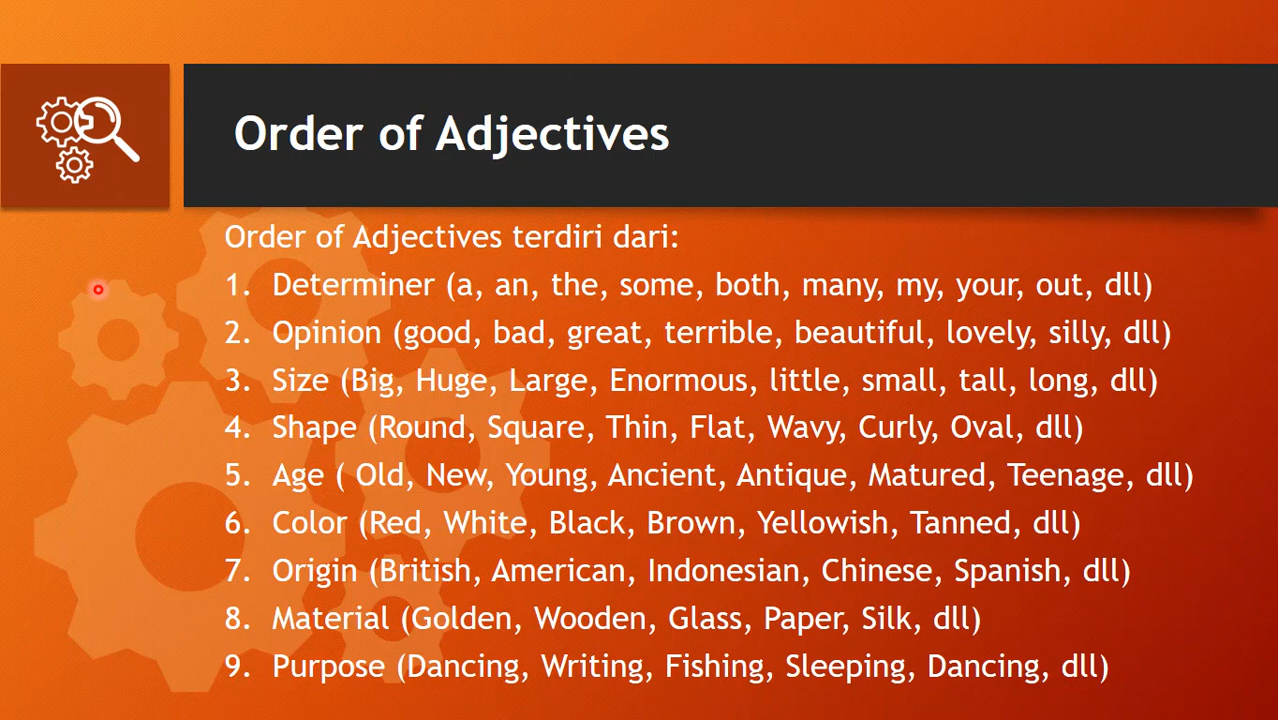 Order of Adjectives
Order of Adjectives terdiri dari:
1. Determiner (a, an, the, some, both, many, my, your, out, dll)
2. Opinion (good, bad, great, terrible, beautiful, lovely, silly, dll)
3. Size (Big, Huge, Large, Enormous, little, small, tall, long, dll)
4. Shape (Round, Square, Thin, Flat, Wavy, Curly, Oval, dll)
5. Age ( Old, New, Young, Ancient, Antique, Matured, Teenage, dll)
6. Color (Red, White, Black, Brown, Yellowish, Tanned, dll)
7. Origin (British, American, Indonesian, Chinese, Spanish, dll)
8. Material (Golden, Wooden, Glass, Paper, Silk, dll)
9. Purpose (Dancing, Writing, Fishing, Sleeping, Dancing, dll)